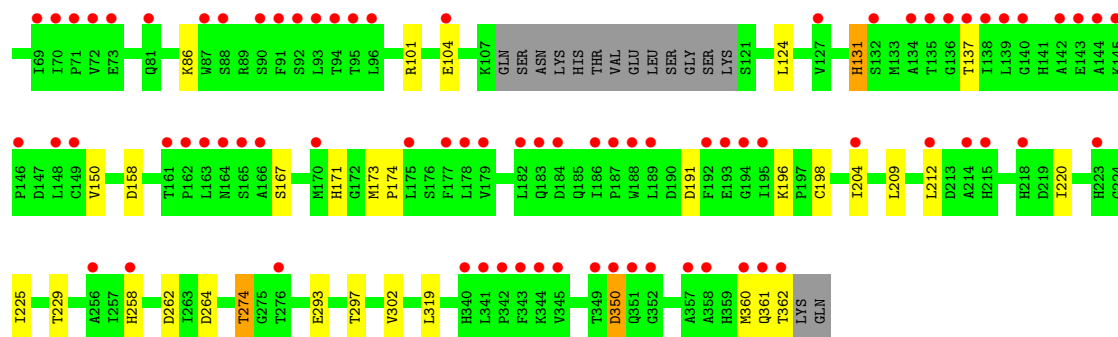 I69 I70 P71 V72 E73 Q81 K86 W87 S88 R89 S90 F91 S92 L93 T94 T95 L96 R101 E104 K107 GLN SER ASN LYS HIS THR VAL GLU LEU SER GLY SER LYS S121 L124 V127 H131 S132 M133 A134 T135 G136 T137 I138 L139 G140 H141 A142 E143 A144 K145
P146 D147 L148 C149 V150 D158 T161 P162 L163 N164 S165 A166 S167 M170 H171 G172 M173 P174 L175 S176 F177 L178 V179 L182 Q183 D184 Q185 I186 P187 W188 L189 D190 D191 F192 E193 G194 I195 K196 P197 C198 I204 L209 L212 D213 A214 H215 H218 D219 I220 H223 G224
I225 T229 A256 I257 H258 D262 I263 D264 T274 G275 T276 E293 T297 V302 L319 H340 L341 P342 F343 K344 V345 T349 D350 Q351 G352 A357 A358 H359 M360 Q361 T362 LYS GLN